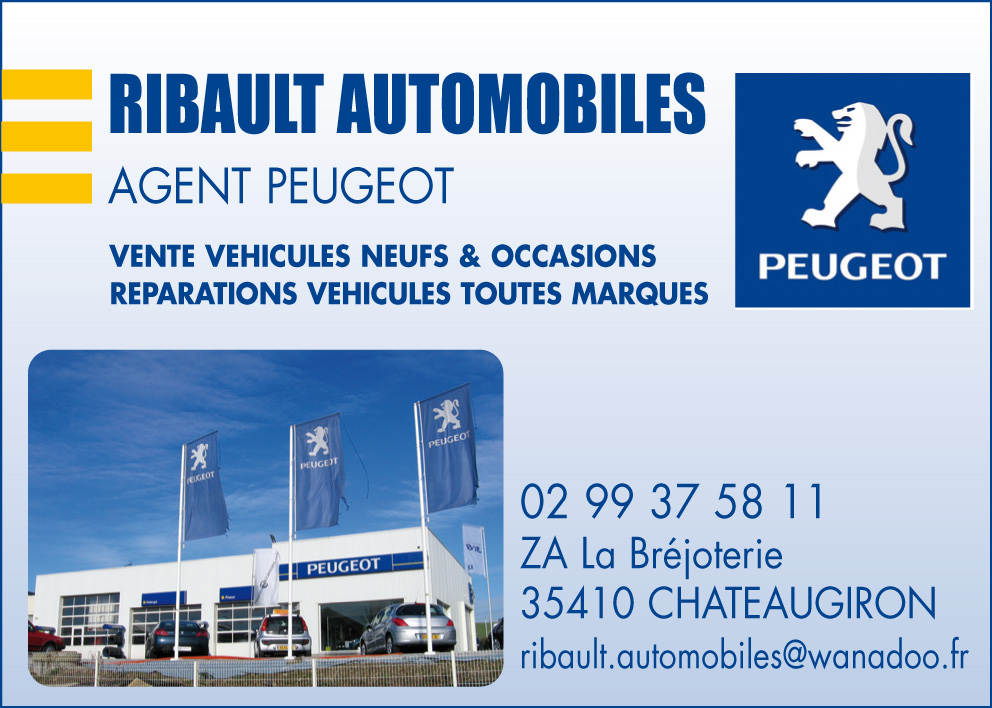 RIBAULT AUTOMOBILES
AGENT PEUGEOT
VENTE VEHICULES NEUFS & OCCASIONS
REPARATIONS VEHICULES TOUTES MARQUES
PEUGEOT
PEUGEOT
PEUGEOT
PEUGEOT
PEUGEOT
02 99 37 58 11
ZA La Bréjoterie
35410 CHATEAUGIRON
ribault.automobiles@wanadoo.fr